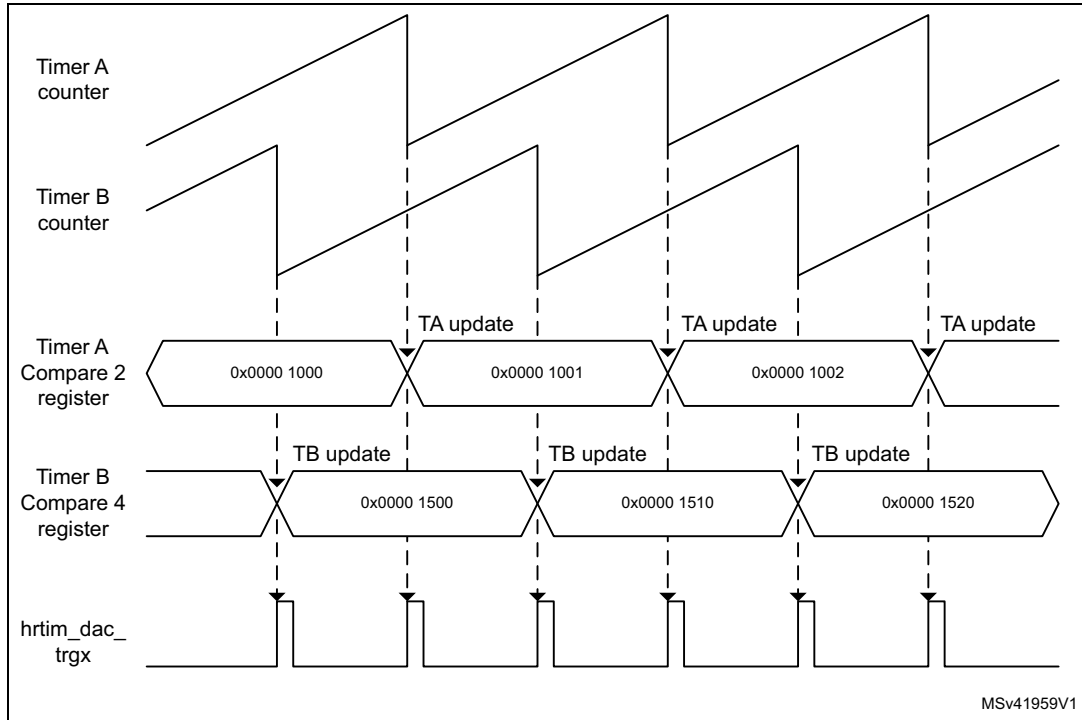 Timer A
counter
Timer B
counter
TA update
TA update
TA update
Timer A
Compare 2
register
0x0000 1000
0x0000 1001
0x0000 1002
TB update
TB update
TB update
Timer B
Compare 4
register
0x0000 1500
0x0000 1510
0x0000 1520
hrtim_dac_
trgx
MSv41959V1